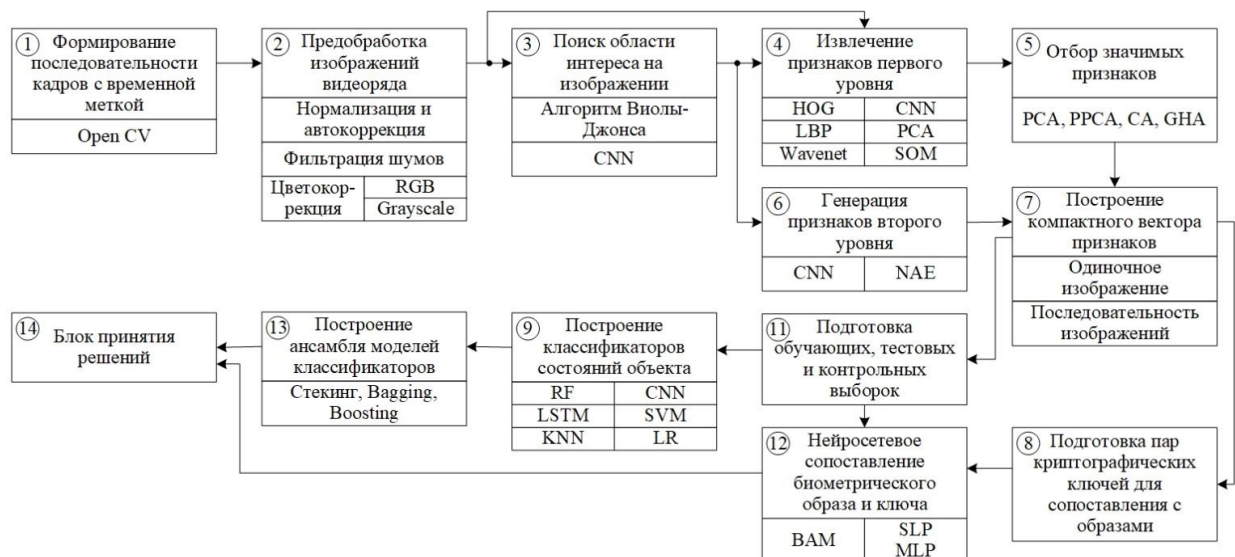 1 Формирование
последовательности
кадров с временной
меткой
Open CV
2 Предобработка
изображений
видеоряда
Нормализация и
автокоррекция
Фильтрация шумов
Цветокор-
рекция
RGB
Grayscale
3 Поиск области
интереса на
изображении
Алгоритм Виолы-
Джонса
CNN
4 Извлечение
признаков первого
уровня
HOG CNN
LBP PCA
Wavenet SOM
5 Отбор значимых
признаков
PCA, PPCA, CA, GHA
6 Генерация
признаков второго
уровня
CNN NAE
7 Построение
компактного вектора
признаков
Одиночное
изображение
Последовательность
изображений
14 Блок принятия
решений
13 Построение
ансамбля моделей
классификаторов
Стекинг, Bagging,
Boosting
9 Построение
классификаторов
состояний объекта
RF CNN
LSTM SVM
KNN LR
11 Подготовка
обучающих, тестовых
и контрольных
выборок
12 Нейросетевое
сопоставление
биометрического
образа и ключа
BAM
SLP
MLP
8 Подготовка пар
криптографических
ключей для
сопоставления с
образами